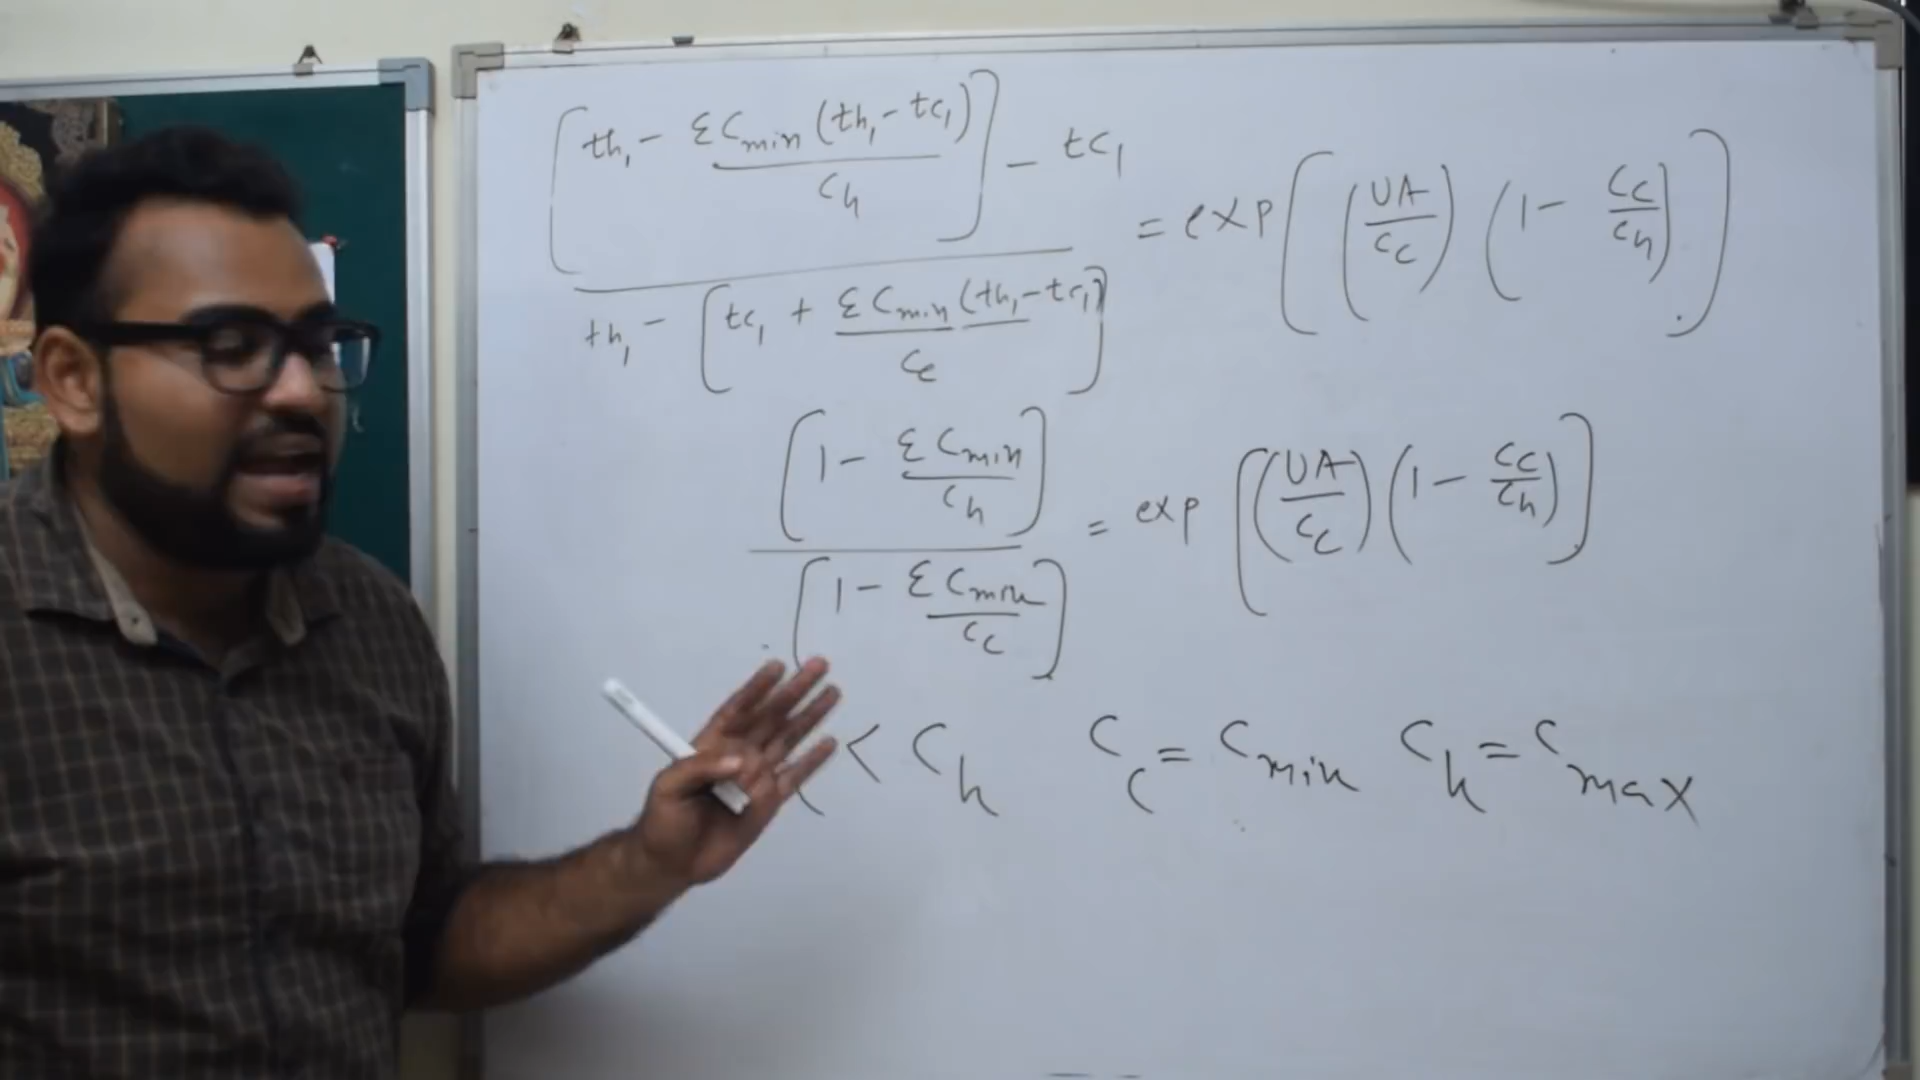 [th₁ - εCmin (th₁ - tc₁) / Ch] - tc₁ / th₁ - [tc₁ + εCmin (th₁ - tc₁) / Cc] = exp[(UA/Cc) (1 - Cc/Ch)]
[1 - εCmin/Ch] / [1 - εCmin/Cc] = exp[(UA/Cc) (1 - Cc/Ch)]
< Ch Cc = Cmin Ch = Cmax